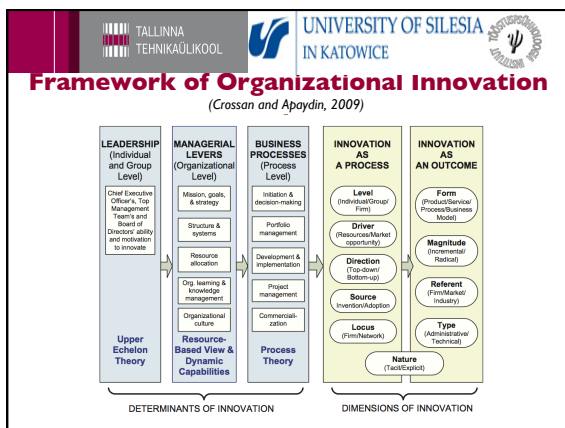 TALLINNA
TEHNIKAÜLIKOOL
UNIVERSITY OF SILESIA
IN KATOWICE
TÖÖSTUSPSÜHHOLOOGIA
INSTITUUT
Framework of Organizational Innovation
(Crossan and Apaydin, 2009)
LEADERSHIP
(Individual
and Group
Level)
Chief Executive
Officer's, Top
Management
Team's and Board
of Directors' ability
and motivation
to innovate
Upper
Echelon
Theory
MANAGERIAL
LEVERS
(Organizational
Level)
Mission, goals,
& strategy
Structure &
systems
Resource
allocation
Org. learning &
knowledge
management
Organizational
culture
Resource-
Based View &
Dynamic
Capabilities
BUSINESS
PROCESSES
(Process
Level)
Initiation &
decision-making
Portfolio
management
Development &
implementation
Project
management
Commerciali-
zation
Process
Theory
INNOVATION
AS
A PROCESS
Level
(Individual/Group/
Firm)
Driver
(Resources/Market
opportunity)
Direction
(Top-down/
Bottom-up)
Source
Invention/Adoption)
Locus
(Firm/Network)
INNOVATION
AS
AN OUTCOME
Form
(Product/Service/
Process/Business
Model)
Magnitude
(Incremental/
Radical)
Referent
(Firm/Market/
Industry)
Type
(Administrative/
Technical)
Nature
(Tacit/Explicit)
DETERMINANTS OF INNOVATION
DIMENSIONS OF INNOVATION